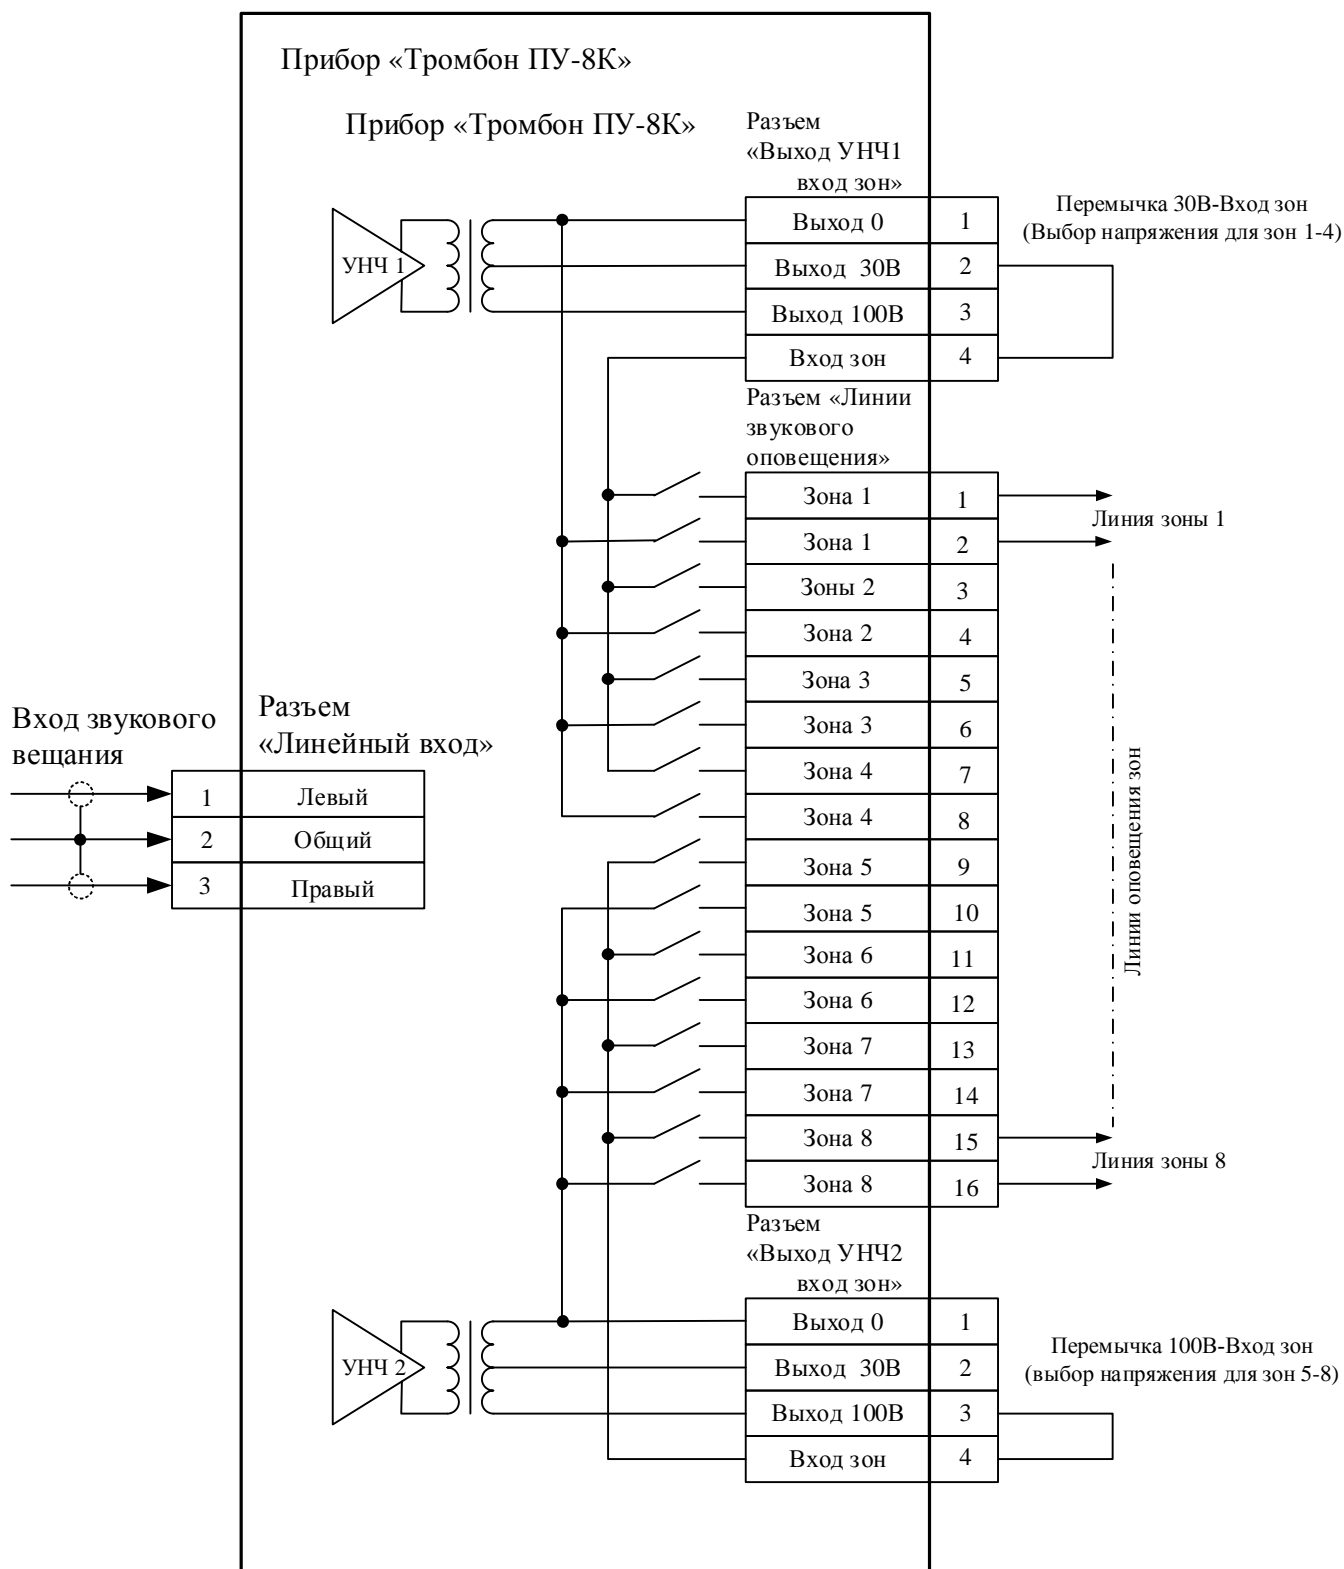 Прибор «Тромбон ПУ-8К»
Прибор «Тромбон ПУ-8К»
Разъем
«Выход УНЧ1
вход зон»
УНЧ 1
Выход 0 1
Выход 30В 2
Выход 100В 3
Вход зон 4
Перемычка 30В-Вход зон
(Выбор напряжения для зон 1-4)
Разъем «Линии
звукового
оповещения»
Зона 1 1
Зона 1 2
Зоны 2 3
Зона 2 4
Зона 3 5
Зона 3 6
Зона 4 7
Зона 4 8
Зона 5 9
Зона 5 10
Зона 6 11
Зона 6 12
Зона 7 13
Зона 7 14
Зона 8 15
Зона 8 16
Линия зоны 1
Линии оповещения зон
Линия зоны 8
Вход звукового
вещания
Разъем
«Линейный вход»
1 Левый
2 Общий
3 Правый
Разъем
«Выход УНЧ2
вход зон»
УНЧ 2
Выход 0 1
Выход 30В 2
Выход 100В 3
Вход зон 4
Перемычка 100В-Вход зон
(выбор напряжения для зон 5-8)